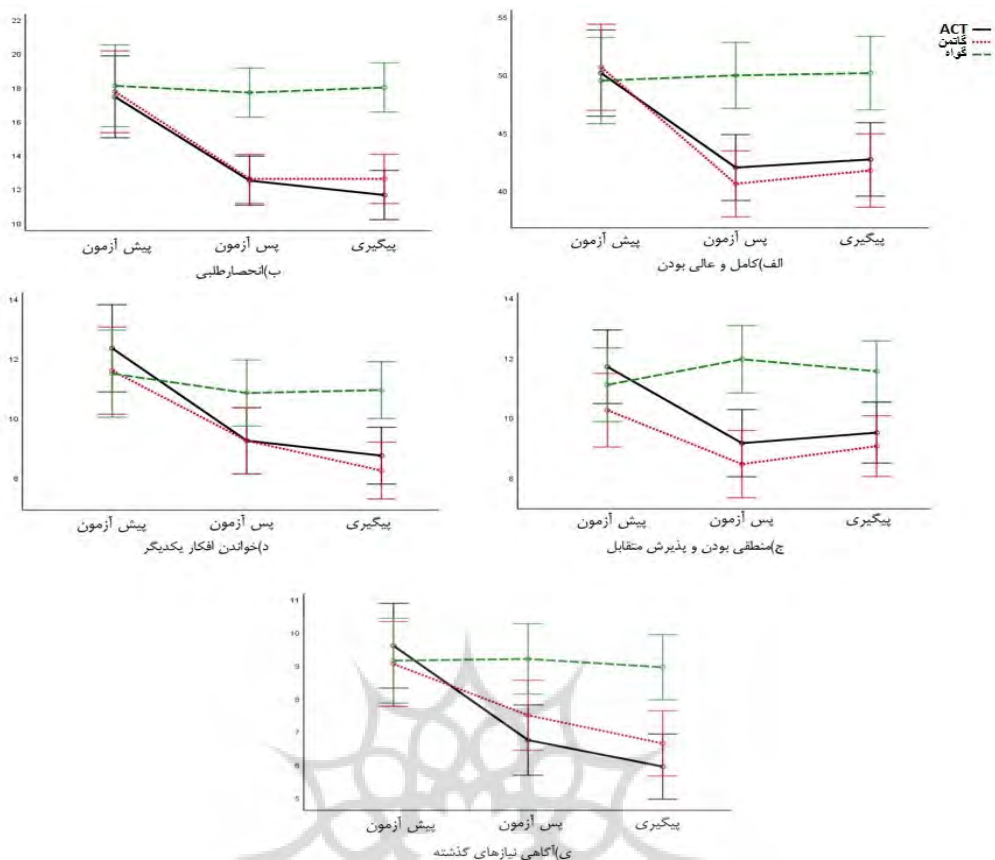 ACT
گاتمن
گواه
55
50
45
40
پیش آزمون پس آزمون پیگیری
الف)کامل و عالی بودن
22
20
18
16
14
12
10
پیش آزمون پس آزمون پیگیری
ب)انحصارطلبی
14
12
10
8
پیش آزمون پس آزمون پیگیری
ج)منطقی بودن و پذیرش متقابل
14
12
10
8
پیش آزمون پس آزمون پیگیری
د)خواندن افکار یکدیگر
11
10
9
8
7
6
5
پیش آزمون پس آزمون پیگیری
ی)آگاهی نیازهای گذشته